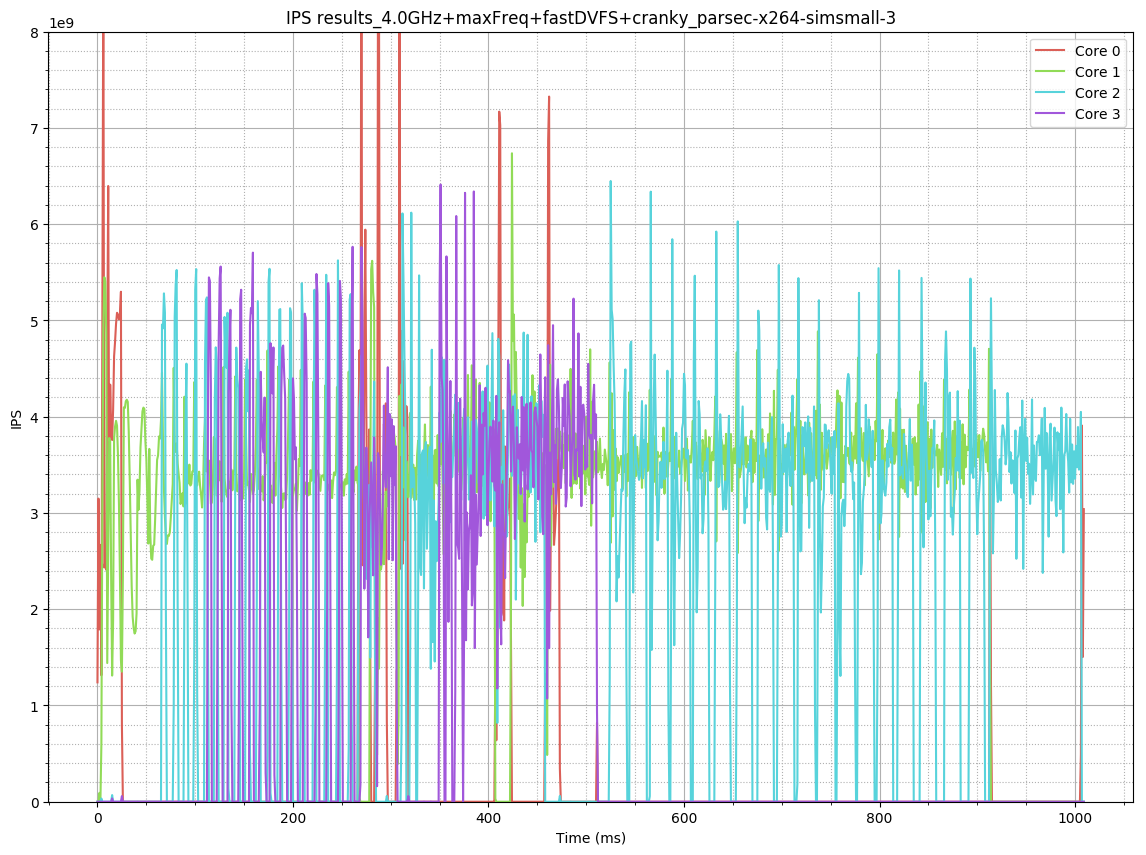 IPS results_4.0GHz+maxFreq+fastDVFS+cranky_parsec-x264-simsmall-3
1e9
8
7
6
5
4
3
2
1
0
IPS
Core 0
Core 1
Core 2
Core 3
0 200 400 600 800 1000
Time (ms)